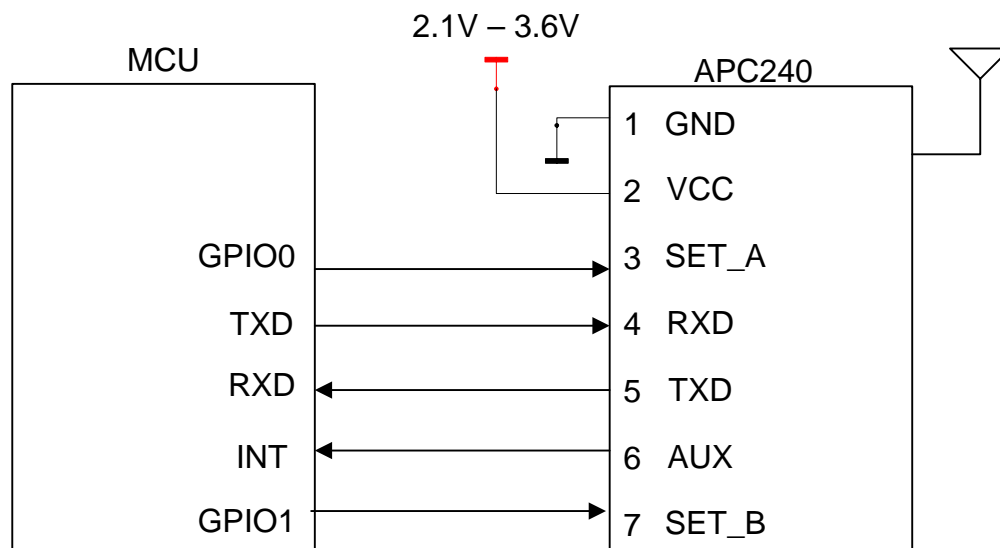 2.1V – 3.6V
MCU
APC240
1 GND
2 VCC
GPIO0
3 SET_A
TXD
4 RXD
RXD
5 TXD
INT
6 AUX
GPIO1
7 SET_B